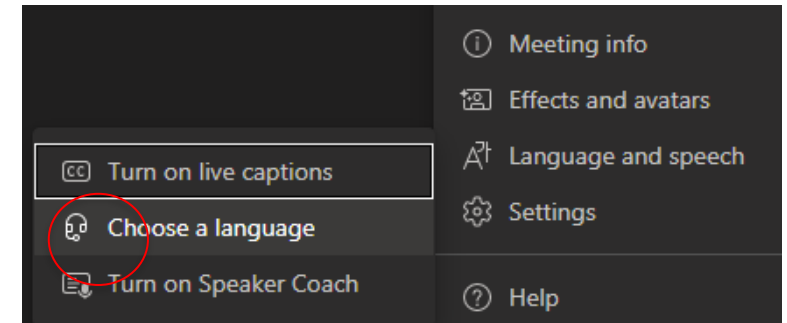 Meeting info
Effects and avatars
Language and speech
Settings
Help
CC Turn on live captions
Choose a language
Turn on Speaker Coach